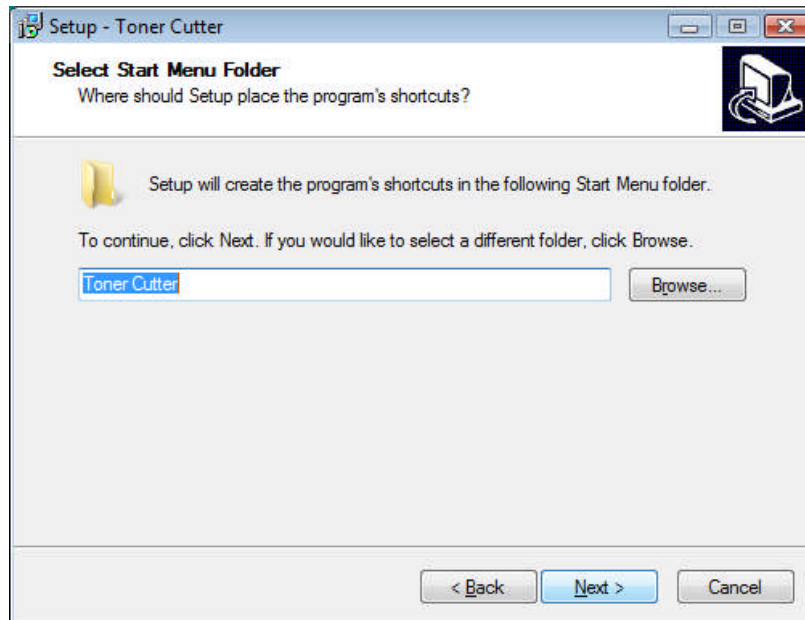 Setup - Toner Cutter
Select Start Menu Folder
Where should Setup place the program's shortcuts?
Setup will create the program's shortcuts in the following Start Menu folder.
To continue, click Next. If you would like to select a different folder, click Browse.
Toner Cutter
Browse...
< Back
Next >
Cancel